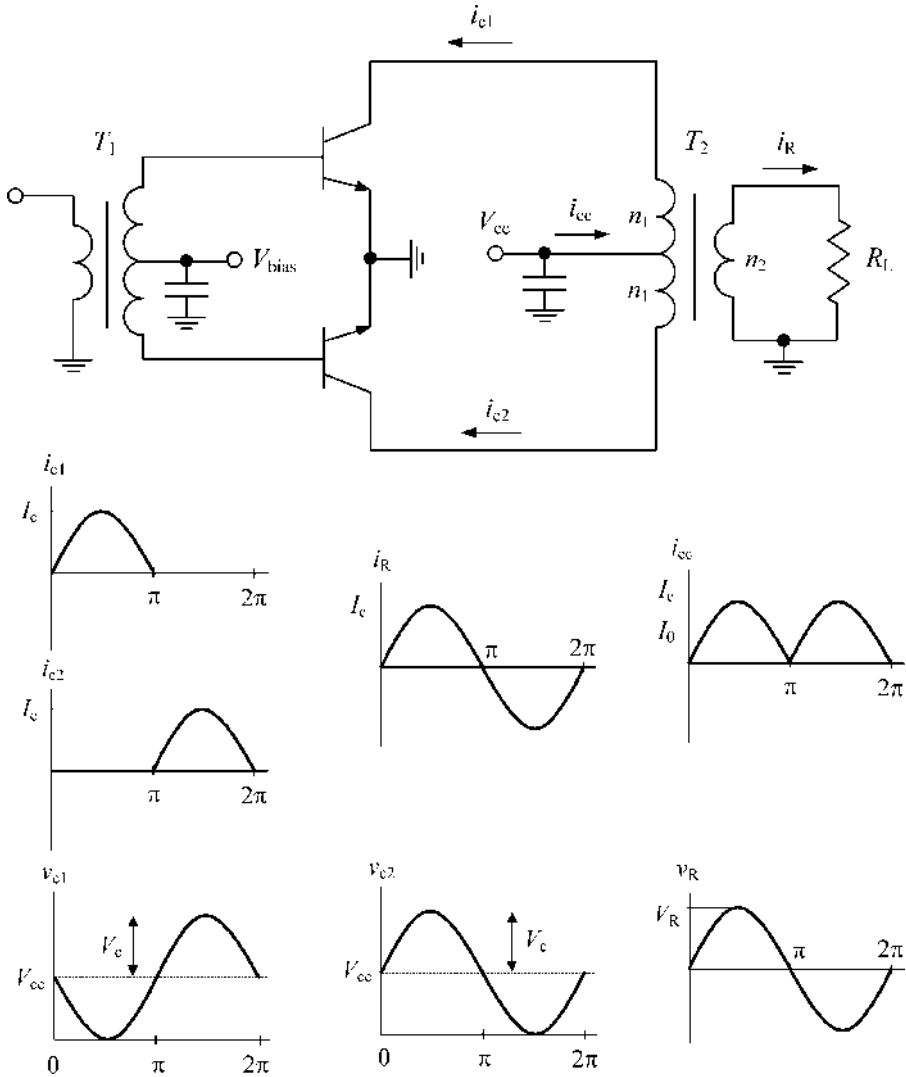 i_c1
T_1
T_2
i_R
V_cc
i_cc
n_1
V_bias
n_1
n_2
R_L
i_c2
i_c1
I_c
π
2π
i_R
I_c
π
2π
i_cc
I_c
I_0
π
2π
i_c2
I_c
π
2π
v_c1
V_c
V_cc
0
π
2π
v_c2
V_c
V_cc
0
π
2π
v_R
V_R
π
2π